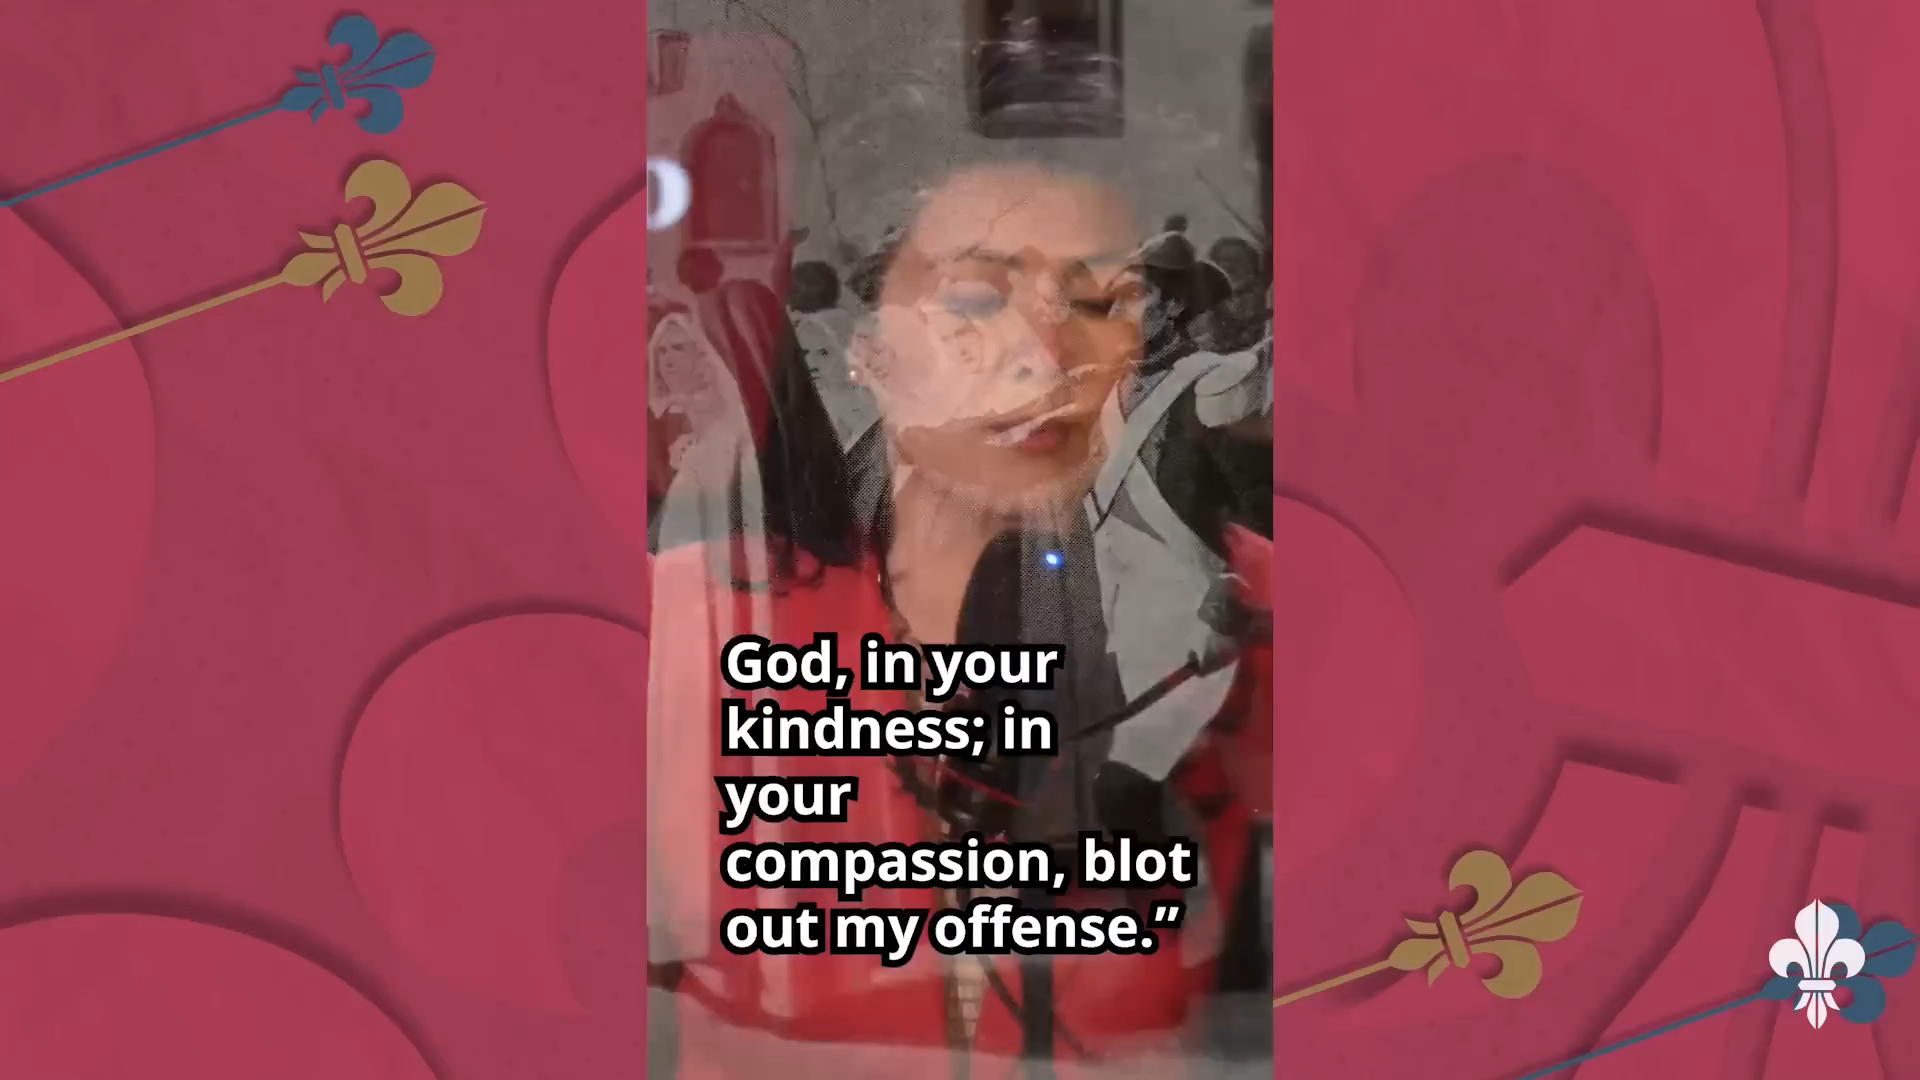 God, in your
kindness; in
your
compassion, blot
out my offense.”